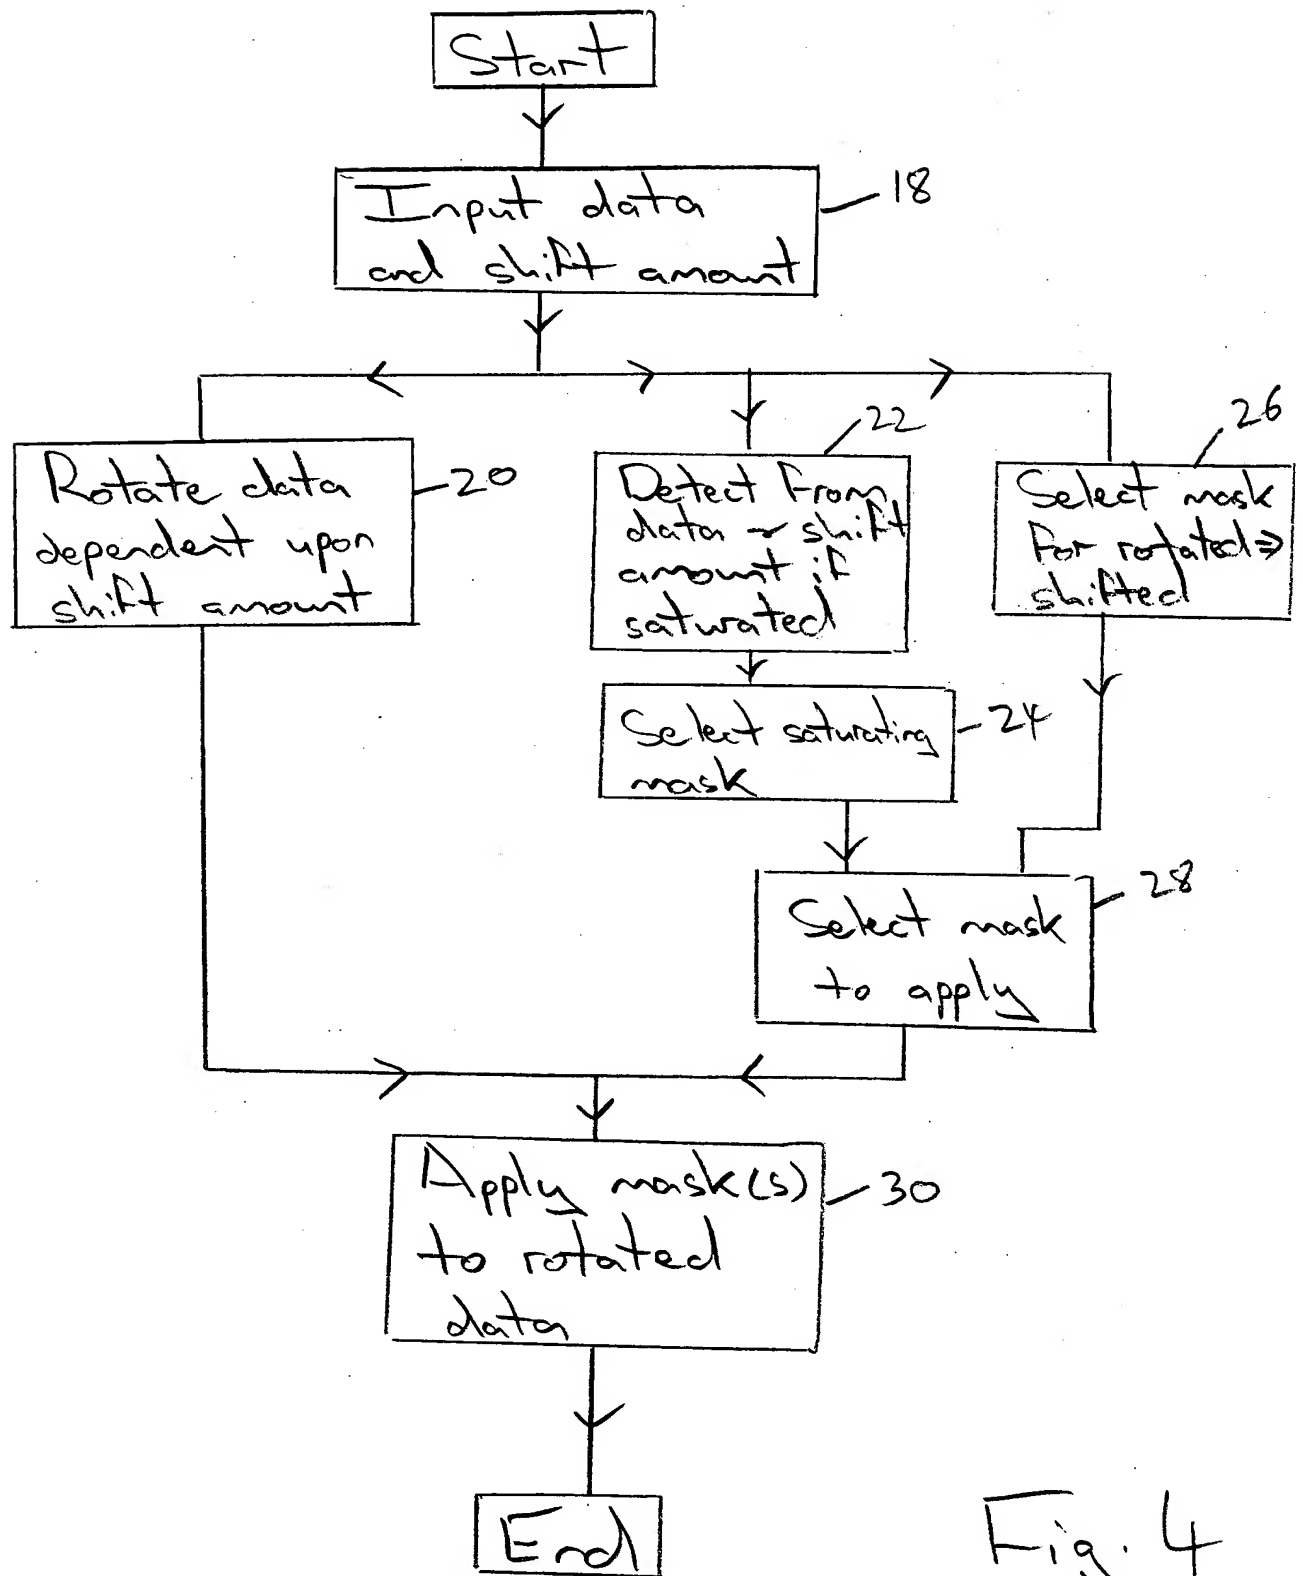 Start
Input data
and shift amount
18
Rotate data
dependent upon
shift amount
20
Detect from
data ~ shift
amount if
saturated
22
Select mask
for rotated⇒
shifted
26
Select saturating
mask
24
Select mask
to apply
28
Apply mask(s)
to rotated
data
30
End
Fig. 4